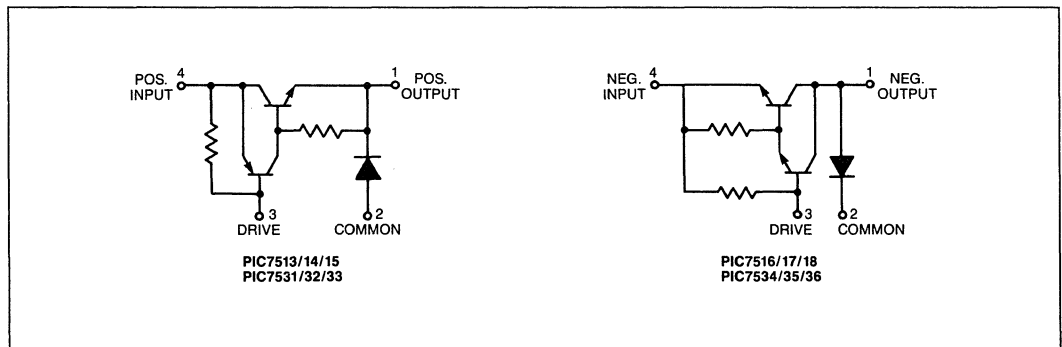 POS. INPUT
4
1
POS. OUTPUT
3
DRIVE
2
COMMON
PIC7513/14/15
PIC7531/32/33
NEG. INPUT
4
1
NEG. OUTPUT
3
DRIVE
2
COMMON
PIC7516/17/18
PIC7534/35/36